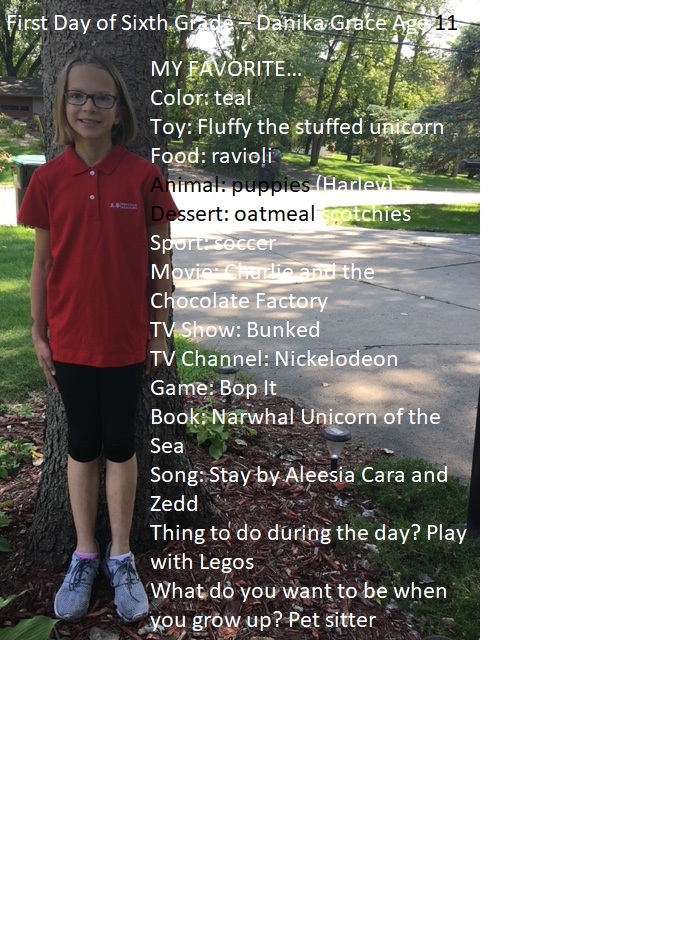 First Day of Sixth Grade – Danika Grace Age 11
MY FAVORITE...
Color: teal
Toy: Fluffy the stuffed unicorn
Food: ravioli
Animal: puppies (Harley)
Dessert: oatmeal scotchies
Sport: soccer
Movie: Charlie and the
Chocolate Factory
TV Show: Bunked
TV Channel: Nickelodeon
Game: Bop It
Book: Narwhal Unicorn of the
Sea
Song: Stay by Aleesia Cara and
Zedd
Thing to do during the day? Play
with Legos
What do you want to be when
you grow up? Pet sitter